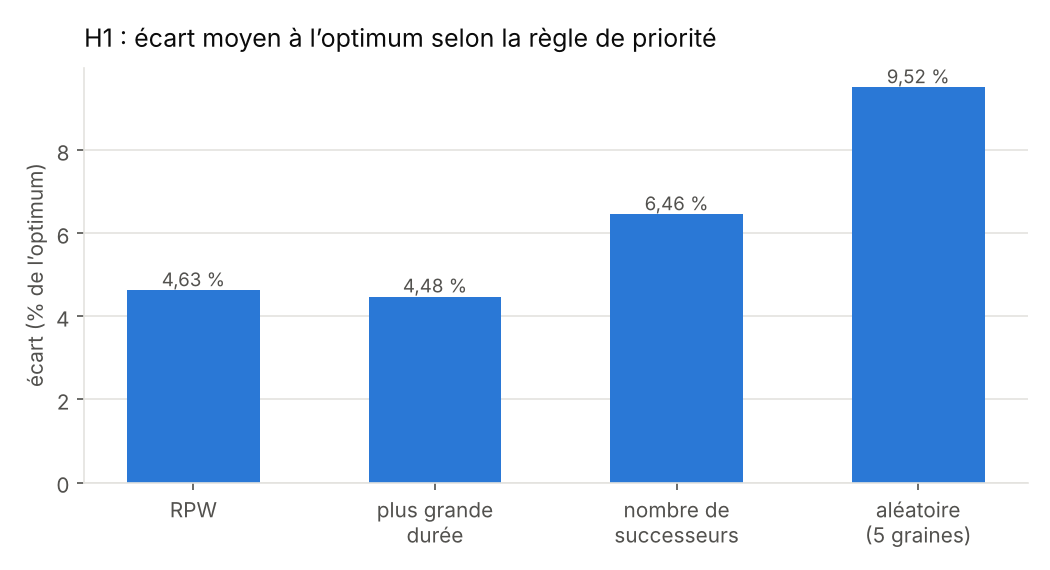 H1 : écart moyen à l’optimum selon la règle de priorité
écart (% de l’optimum)
8
6
4
2
0
4,63 %
4,48 %
6,46 %
9,52 %
RPW
plus grande
durée
nombre de
successeurs
aléatoire
(5 graines)